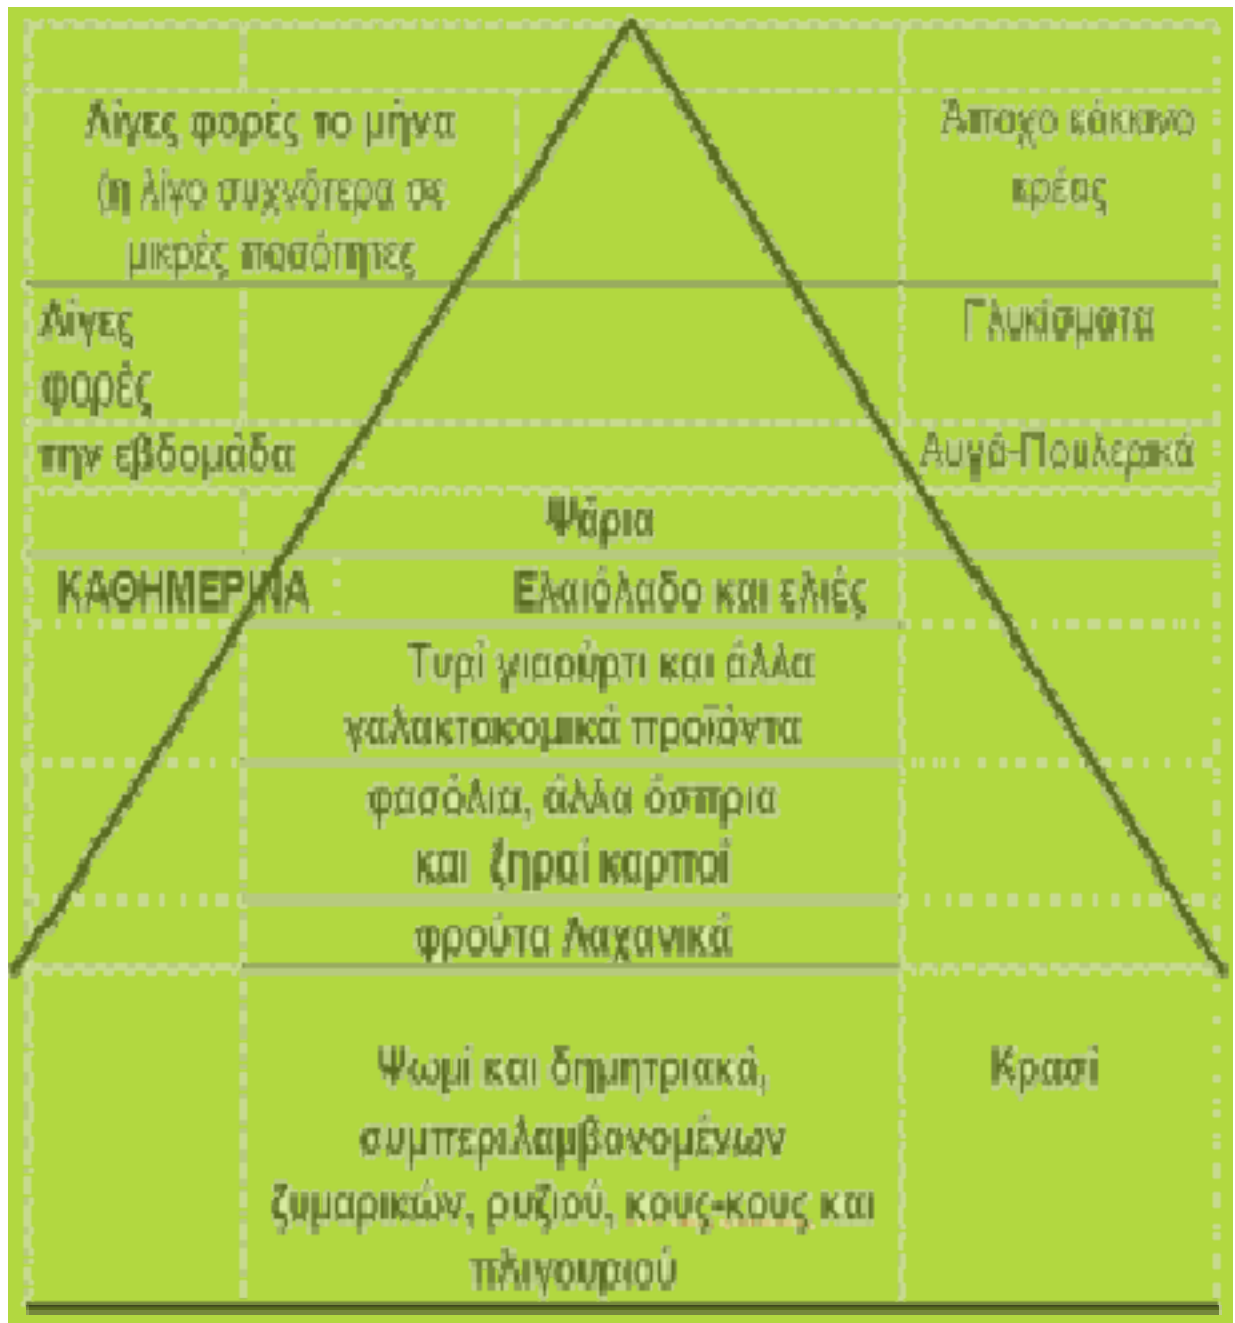 Λίγες φορές το μήνα
Άπαχο κόκκινο
(η λίγο συχνότερα σε
κρέας
μικρές ποσότητες
Λίγες
Γλυκίσματα
φορές
την εβδομάδα
Αυγά-Πουλερικά
Ψάρια
ΚΑΘΗΜΕΡΙΝΑ
Ελαιόλαδο και ελιές
Τυρί γιαούρτι και άλλα
γαλακτοκομικά προϊόντα
φασόλια, άλλα όσπρια
και ζηραί καρποί
φρούτα Λαχανικά
Ψωμί και δημητριακά,
Κρασί
συμπεριλαμβανομένων
ζυμαρικών, ρυζιού, κους-κους και
πλιγουριού